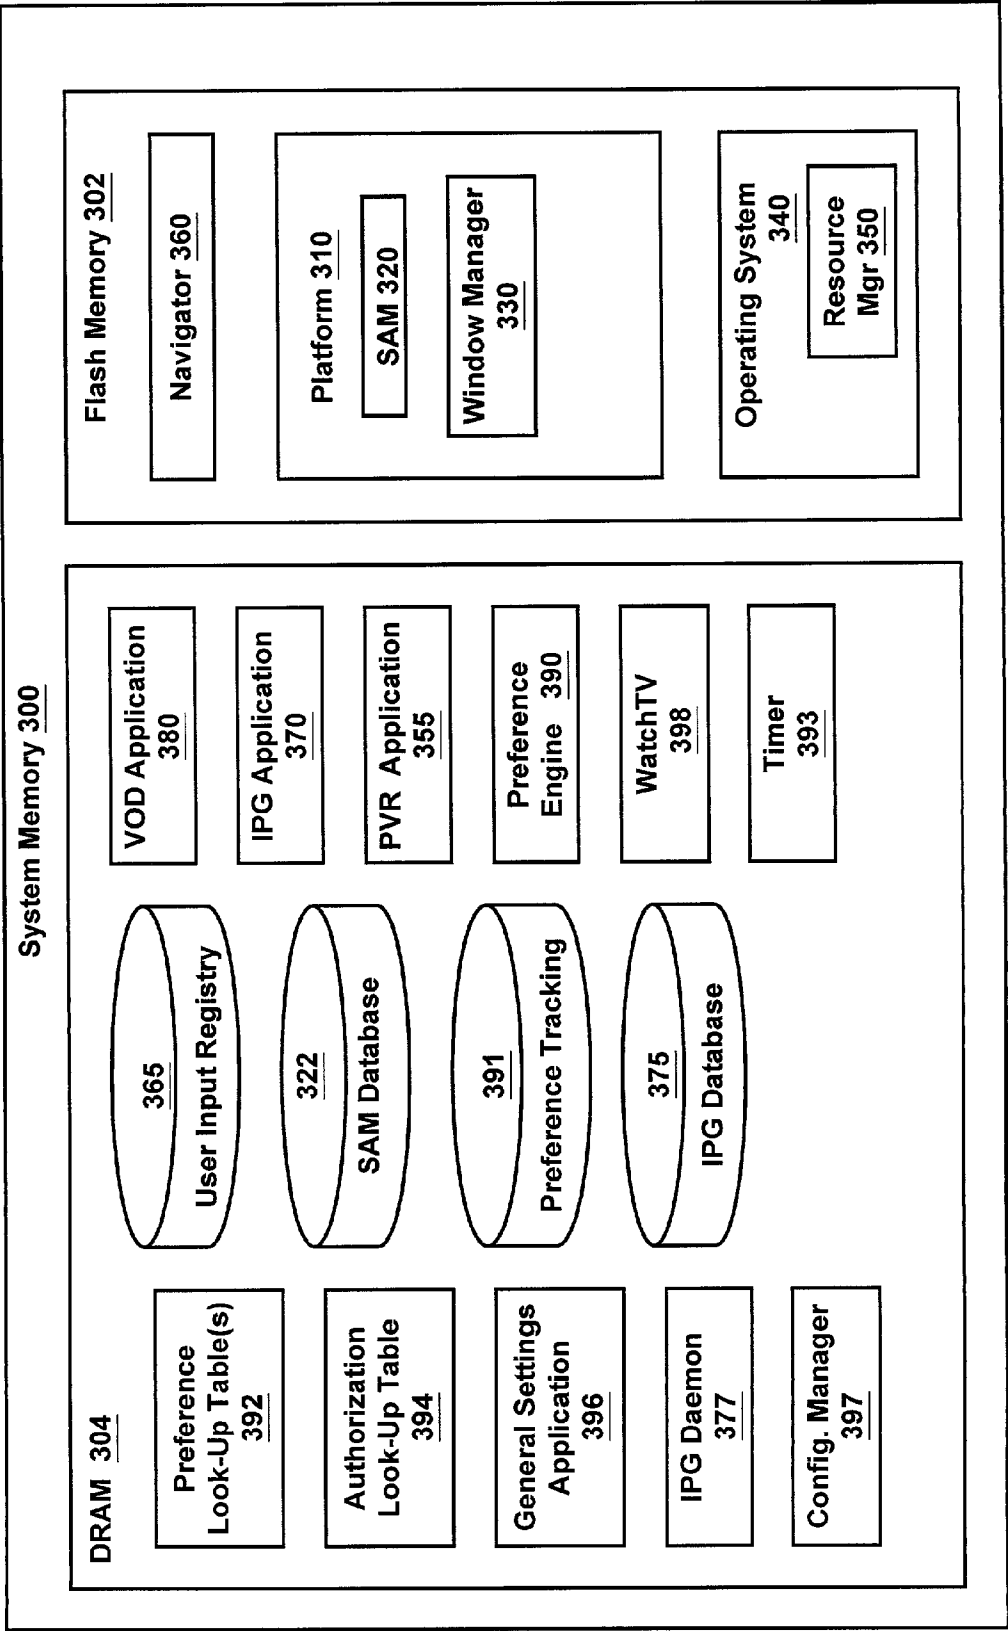 System Memory 300
DRAM 304
Preference
Look-Up Table(s)
392
Authorization
Look-Up Table
394
General Settings
Application
396
IPG Daemon
377
Config. Manager
397
365
User Input Registry
322
SAM Database
391
Preference Tracking
375
IPG Database
VOD Application
380
IPG Application
370
PVR Application
355
Preference
Engine 390
WatchTV
398
Timer
393
Flash Memory 302
Navigator 360
Platform 310
SAM 320
Window Manager
330
Operating System
340
Resource
Mgr 350